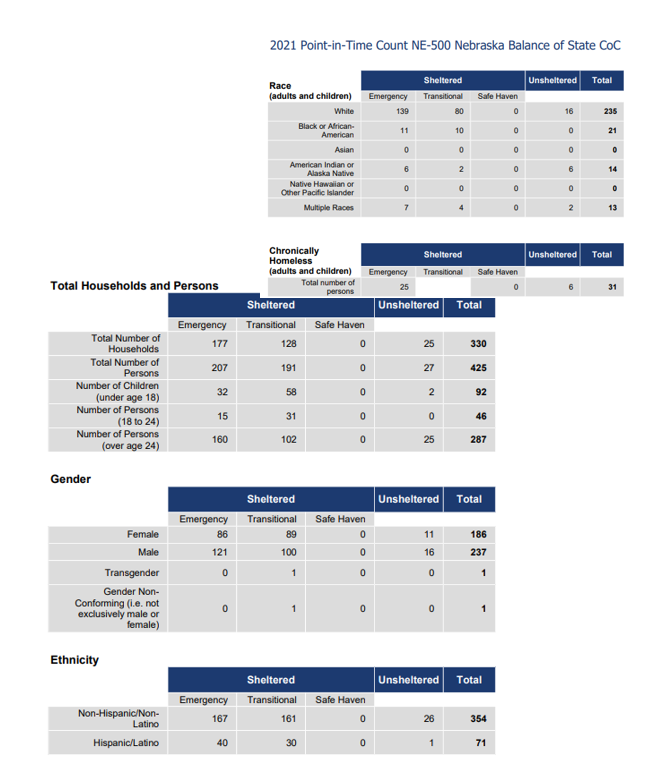 2021 Point-in-Time Count NE-500 Nebraska Balance of State CoC
Race
(adults and children)
Sheltered Unsheltered Total
Emergency Transitional Safe Haven
White 139 80 0 16 235
Black or African-
American 11 10 0 0 21
Asian 0 0 0 0 0
American Indian or
Alaska Native 6 2 0 6 14
Native Hawaiian or
Other Pacific Islander 0 0 0 0 0
Multiple Races 7 4 0 2 13
Chronically
Homeless
(adults and children)
Sheltered Unsheltered Total
Emergency Transitional Safe Haven
Total number of
persons 25 0 6 31
Total Households and Persons
Sheltered Unsheltered Total
Emergency Transitional Safe Haven
Total Number of
Households 177 128 0 25 330
Total Number of
Persons 207 191 0 27 425
Number of Children
(under age 18) 32 58 0 2 92
Number of Persons
(18 to 24) 15 31 0 0 46
Number of Persons
(over age 24) 160 102 0 25 287
Gender
Sheltered Unsheltered Total
Emergency Transitional Safe Haven
Female 86 89 0 11 186
Male 121 100 0 16 237
Transgender 0 1 0 0 1
Gender Non-
Conforming (i.e. not
exclusively male or
female) 0 1 0 0 1
Ethnicity
Sheltered Unsheltered Total
Emergency Transitional Safe Haven
Non-Hispanic/Non-
Latino 167 161 0 26 354
Hispanic/Latino 40 30 0 1 71